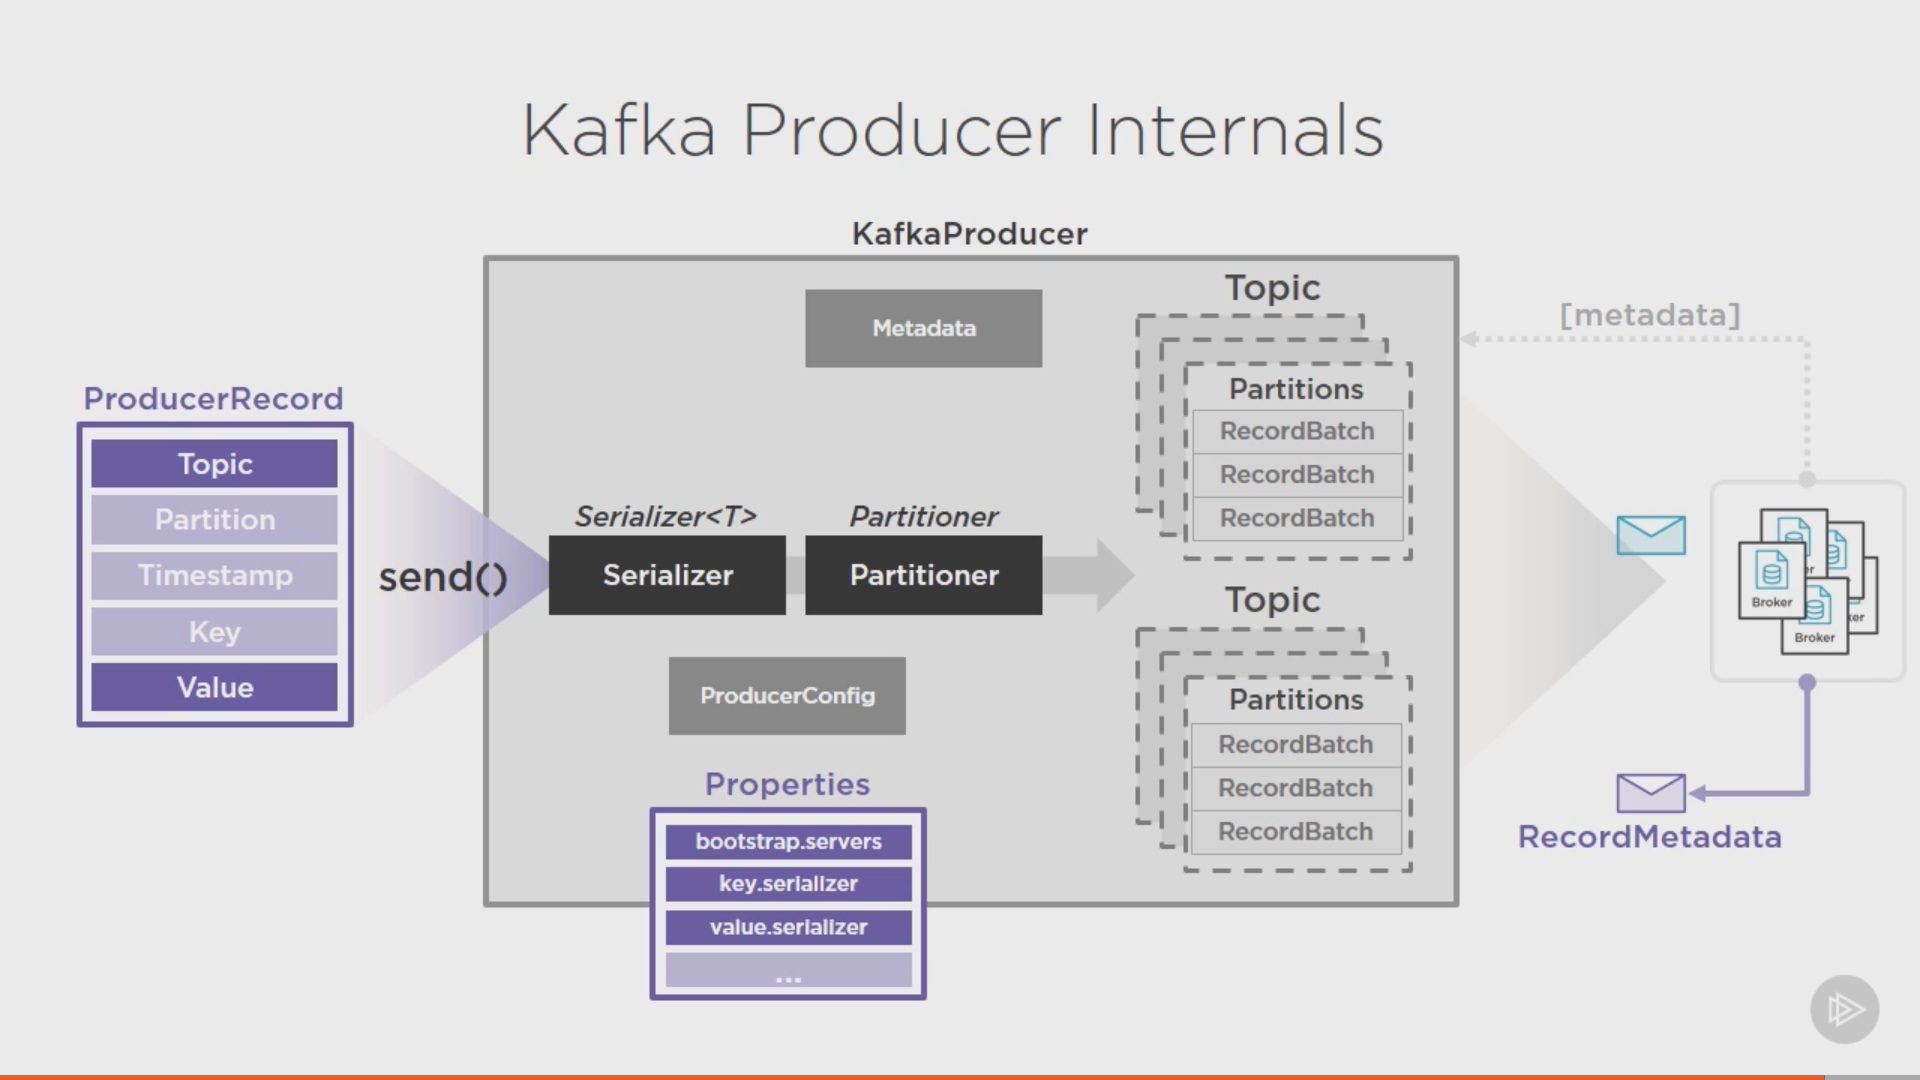 Kafka Producer Internals
KafkaProducer
ProducerRecord
Topic
Partition
Timestamp
Key
Value
send()
Metadata
Serializer<T>
Serializer
Partitioner
Partitioner
ProducerConfig
Properties
bootstrap.servers
key.serializer
value.serializer
...
Topic
Partitions
RecordBatch
RecordBatch
RecordBatch
Topic
Partitions
RecordBatch
RecordBatch
RecordBatch
[metadata]
Broker
Broker
RecordMetadata